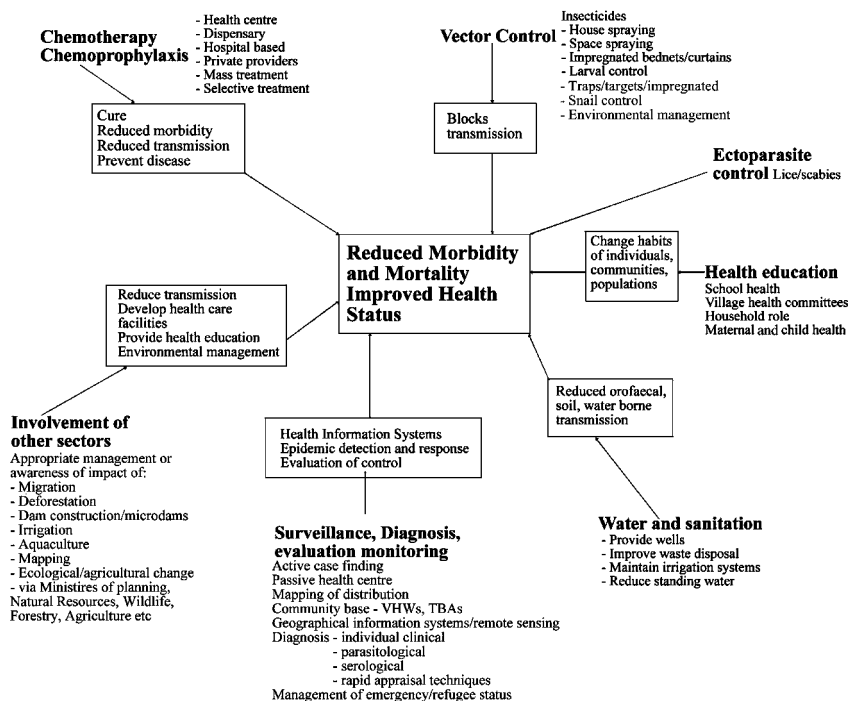 Chemotherapy
Chemoprophylaxis
- Health centre
- Dispensary
- Hospital based
- Private providers
- Mass treatment
- Selective treatment
Cure
Reduced morbidity
Reduced transmission
Prevent disease
Vector Control
Insecticides
- House spraying
- Space spraying
- Impregnated bednets/curtains
- Larval control
- Traps/targets/impregnated
- Snail control
- Environmental management
Blocks
transmission
Ectoparasite
control Lice/scabies
Reduced Morbidity
and Mortality
Improved Health
Status
Change habits
of individuals,
communities,
populations
Health education
School health
Village health committees
Household role
Maternal and child health
Reduce transmission
Develop health care
facilities
Provide health education
Environmental management
Involvement of
other sectors
Appropriate management or
awareness of impact of:
- Migration
- Deforestation
- Dam construction/microdams
- Irrigation
- Aquaculture
- Mapping
- Ecological/agricultural change
- via Ministires of planning,
Natural Resources, Wildlife,
Forestry, Agriculture etc
Health Information Systems
Epidemic detection and response
Evaluation of control
Surveillance, Diagnosis,
evaluation monitoring
Active case finding
Passive health centre
Mapping of distribution
Community base - VHWs, TBAs
Geographical information systems/remote sensing
Diagnosis - individual clinical
- parasitological
- serological
- rapid appraisal techniques
Management of emergency/refugee status
Reduced orofaecal,
soil, water borne
transmission
Water and sanitation
- Provide wells
- Improve waste disposal
- Maintain irrigation systems
- Reduce standing water